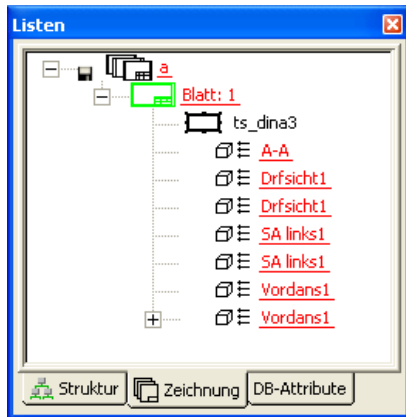 Listen
a
Blatt: 1
ts_dina3
A-A
Drfsicht1
Drfsicht1
SA links1
SA links1
Vordans1
Vordans1
Struktur Zeichnung DB-Attribute